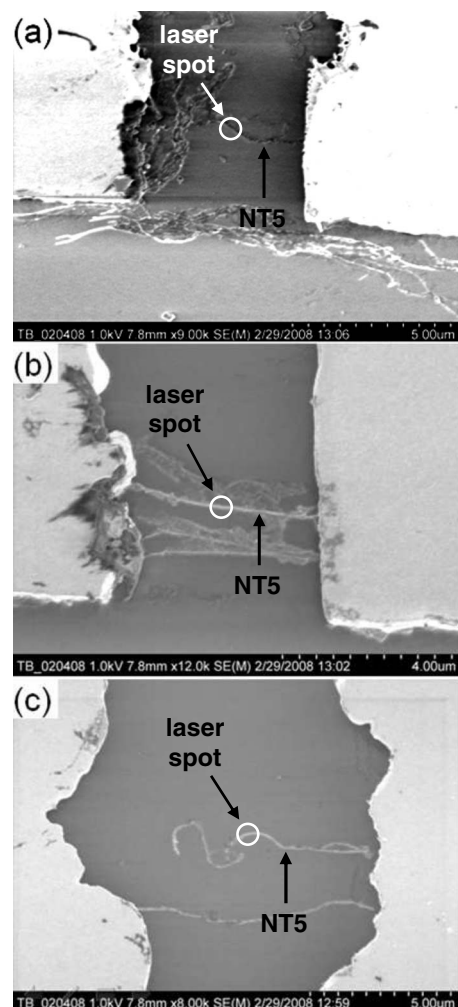 (a)
laser
spot
NT5
TB_020408 1.0kV 7.8mm x9.00k SE(M) 2/29/2008 13:06 5.00um
(b)
laser
spot
NT5
TB_020408 1.0kV 7.8mm x12.0k SE(M) 2/29/2008 13:02 4.00um
(c)
laser
spot
NT5
TB_020408 1.0kV 7.8mm x8.00k SE(M) 2/29/2008 12:59 5.00um